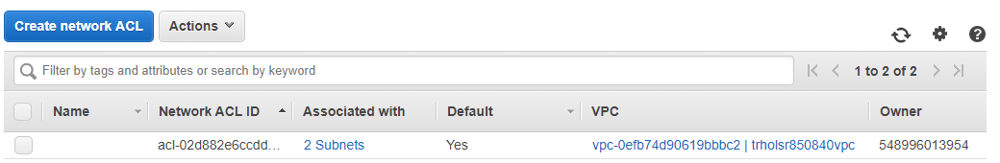 Create network ACL Actions
Filter by tags and attributes or search by keyword 1 to 2 of 2
Name Network ACL ID Associated with Default VPC Owner
acl-02d882e6ccdd... 2 Subnets Yes vpc-0efb74d90619bbbc2 | trholsr850840vpc 548996013954